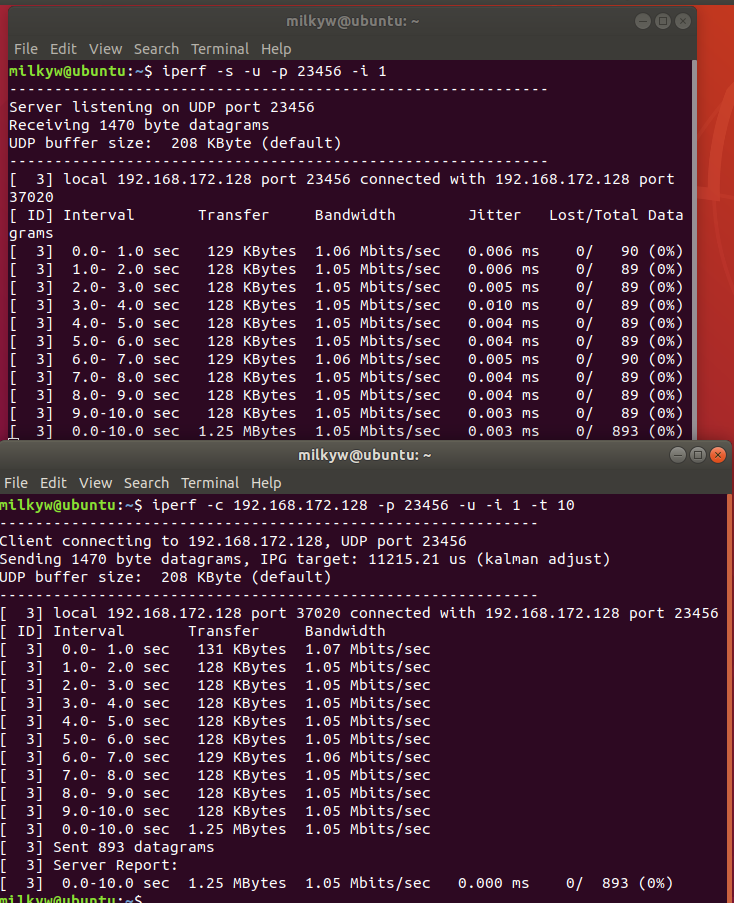 milkyw@ubuntu: ~
File Edit View Search Terminal Help
milkyw@ubuntu:~$ iperf -s -u -p 23456 -i 1
------------------------------------------------------------
Server listening on UDP port 23456
Receiving 1470 byte datagrams
UDP buffer size:  208 KByte (default)
------------------------------------------------------------
[  3] local 192.168.172.128 port 23456 connected with 192.168.172.128 port
37020
[ ID] Interval       Transfer     Bandwidth        Jitter   Lost/Total Data
grams
[  3]  0.0- 1.0 sec   129 KBytes  1.06 Mbits/sec   0.006 ms    0/   90 (0%)
[  3]  1.0- 2.0 sec   128 KBytes  1.05 Mbits/sec   0.006 ms    0/   89 (0%)
[  3]  2.0- 3.0 sec   128 KBytes  1.05 Mbits/sec   0.005 ms    0/   89 (0%)
[  3]  3.0- 4.0 sec   128 KBytes  1.05 Mbits/sec   0.010 ms    0/   89 (0%)
[  3]  4.0- 5.0 sec   128 KBytes  1.05 Mbits/sec   0.004 ms    0/   89 (0%)
[  3]  5.0- 6.0 sec   128 KBytes  1.05 Mbits/sec   0.004 ms    0/   89 (0%)
[  3]  6.0- 7.0 sec   129 KBytes  1.06 Mbits/sec   0.005 ms    0/   90 (0%)
[  3]  7.0- 8.0 sec   128 KBytes  1.05 Mbits/sec   0.004 ms    0/   89 (0%)
[  3]  8.0- 9.0 sec   128 KBytes  1.05 Mbits/sec   0.004 ms    0/   89 (0%)
[  3]  9.0-10.0 sec   128 KBytes  1.05 Mbits/sec   0.003 ms    0/   89 (0%)
[  3]  0.0-10.0 sec  1.25 MBytes  1.05 Mbits/sec   0.003 ms    0/  893 (0%)
milkyw@ubuntu: ~
File Edit View Search Terminal Help
milkyw@ubuntu:~$ iperf -c 192.168.172.128 -p 23456 -u -i 1 -t 10
------------------------------------------------------------
Client connecting to 192.168.172.128, UDP port 23456
Sending 1470 byte datagrams, IPG target: 11215.21 us (kalman adjust)
UDP buffer size:  208 KByte (default)
------------------------------------------------------------
[  3] local 192.168.172.128 port 37020 connected with 192.168.172.128 port 23456
[ ID] Interval       Transfer     Bandwidth
[  3]  0.0- 1.0 sec   131 KBytes  1.07 Mbits/sec
[  3]  1.0- 2.0 sec   128 KBytes  1.05 Mbits/sec
[  3]  2.0- 3.0 sec   128 KBytes  1.05 Mbits/sec
[  3]  3.0- 4.0 sec   128 KBytes  1.05 Mbits/sec
[  3]  4.0- 5.0 sec   128 KBytes  1.05 Mbits/sec
[  3]  5.0- 6.0 sec   128 KBytes  1.05 Mbits/sec
[  3]  6.0- 7.0 sec   129 KBytes  1.06 Mbits/sec
[  3]  7.0- 8.0 sec   128 KBytes  1.05 Mbits/sec
[  3]  8.0- 9.0 sec   128 KBytes  1.05 Mbits/sec
[  3]  9.0-10.0 sec   128 KBytes  1.05 Mbits/sec
[  3]  0.0-10.0 sec  1.25 MBytes  1.05 Mbits/sec
[  3] Sent 893 datagrams
[  3] Server Report:
[  3]  0.0-10.0 sec  1.25 MBytes  1.05 Mbits/sec   0.000 ms    0/  893 (0%)
milkyw@ubuntu:~$